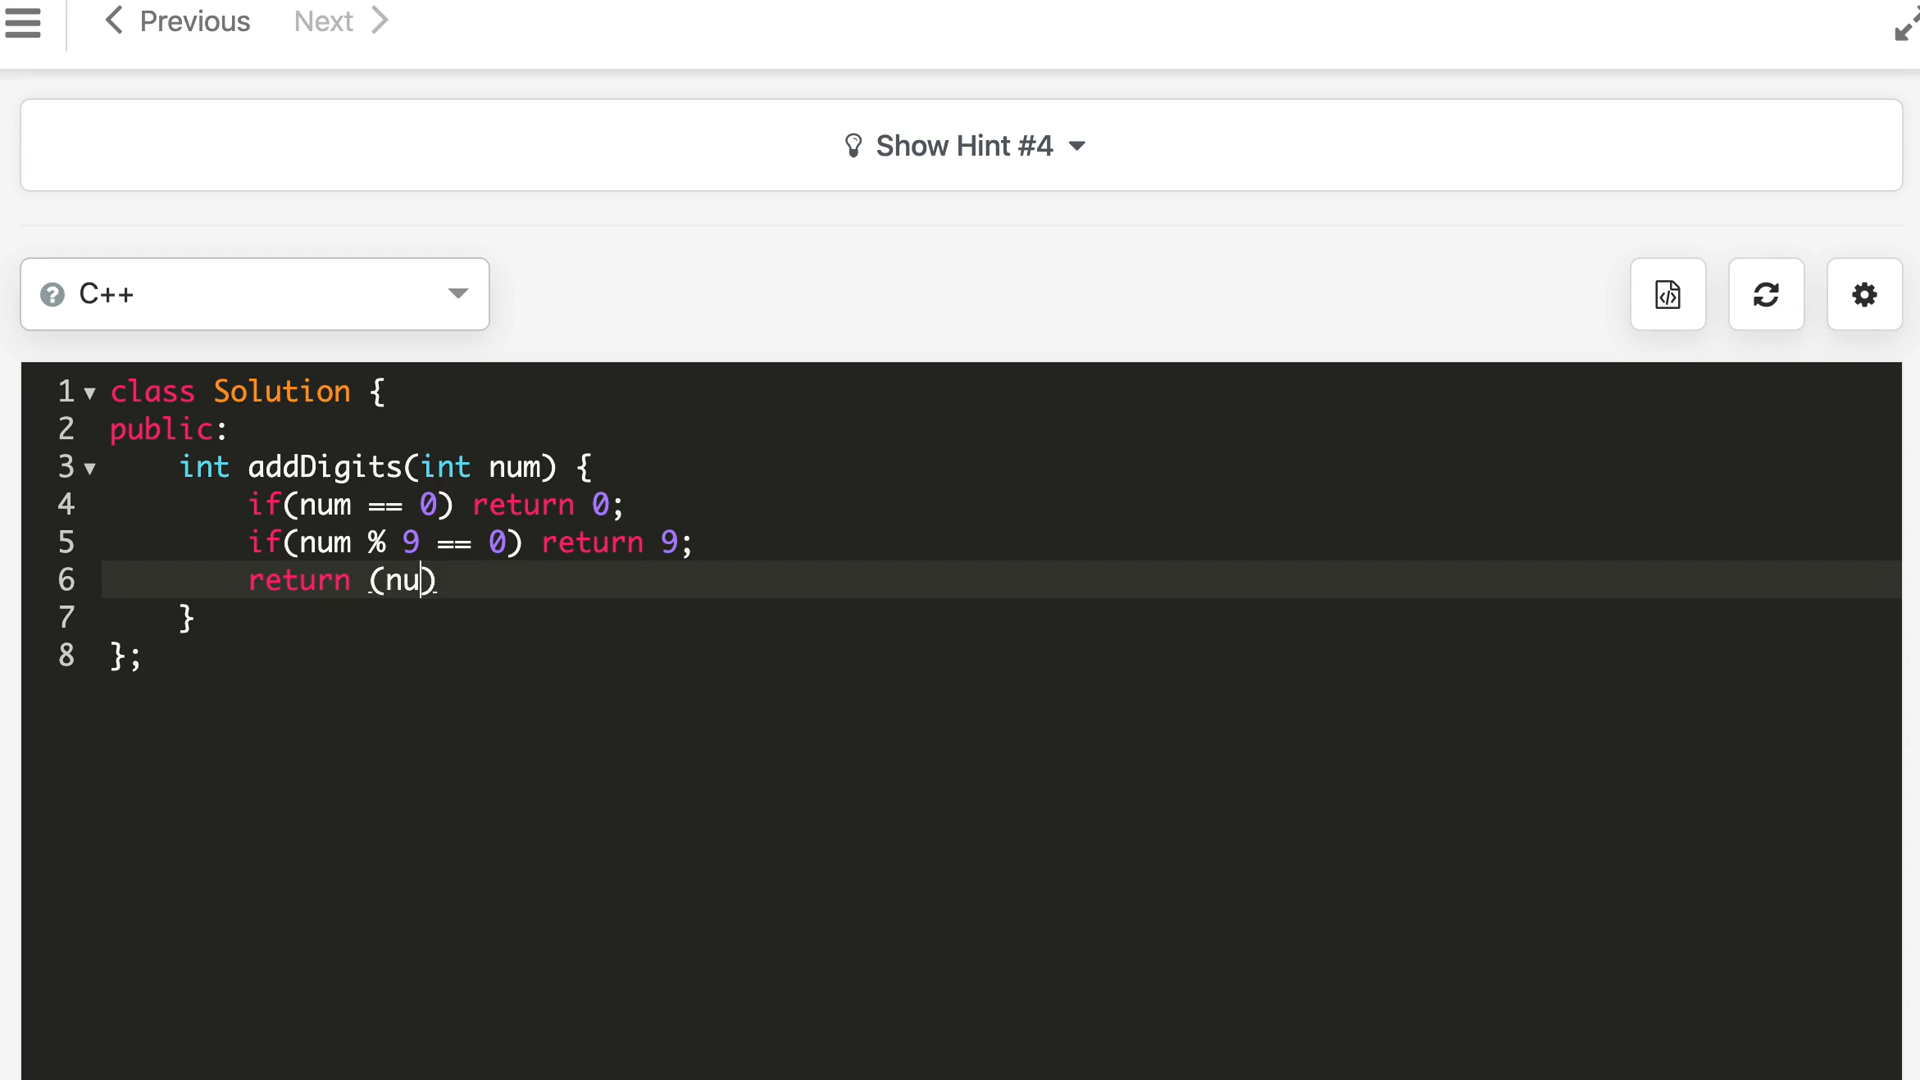 Previous Next
Show Hint #4
C++
1 class Solution {
2 public:
3     int addDigits(int num) {
4         if(num == 0) return 0;
5         if(num % 9 == 0) return 9;
6         return (nu)
7     }
8 };